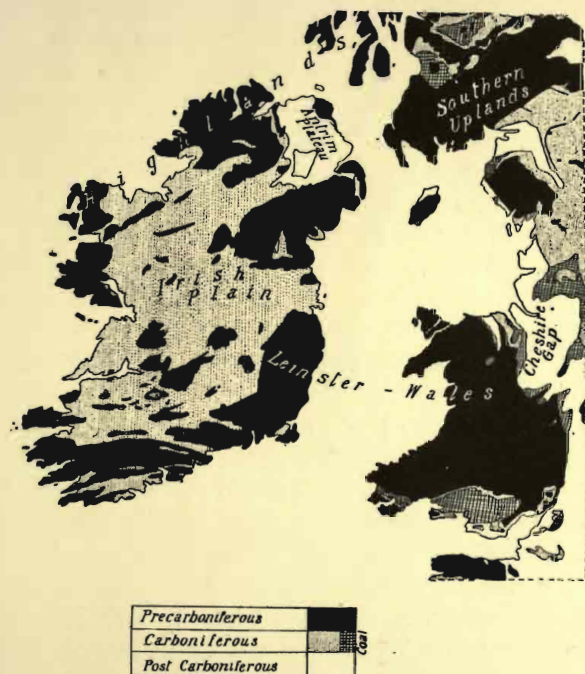 Highlands
Antrim
Plateau
Southern
Uplands
Irish
Plain
Cheshire
Gap.
Leinster - Wales
Precarboniferous
Carboniferous
Coal
Post Carboniferous